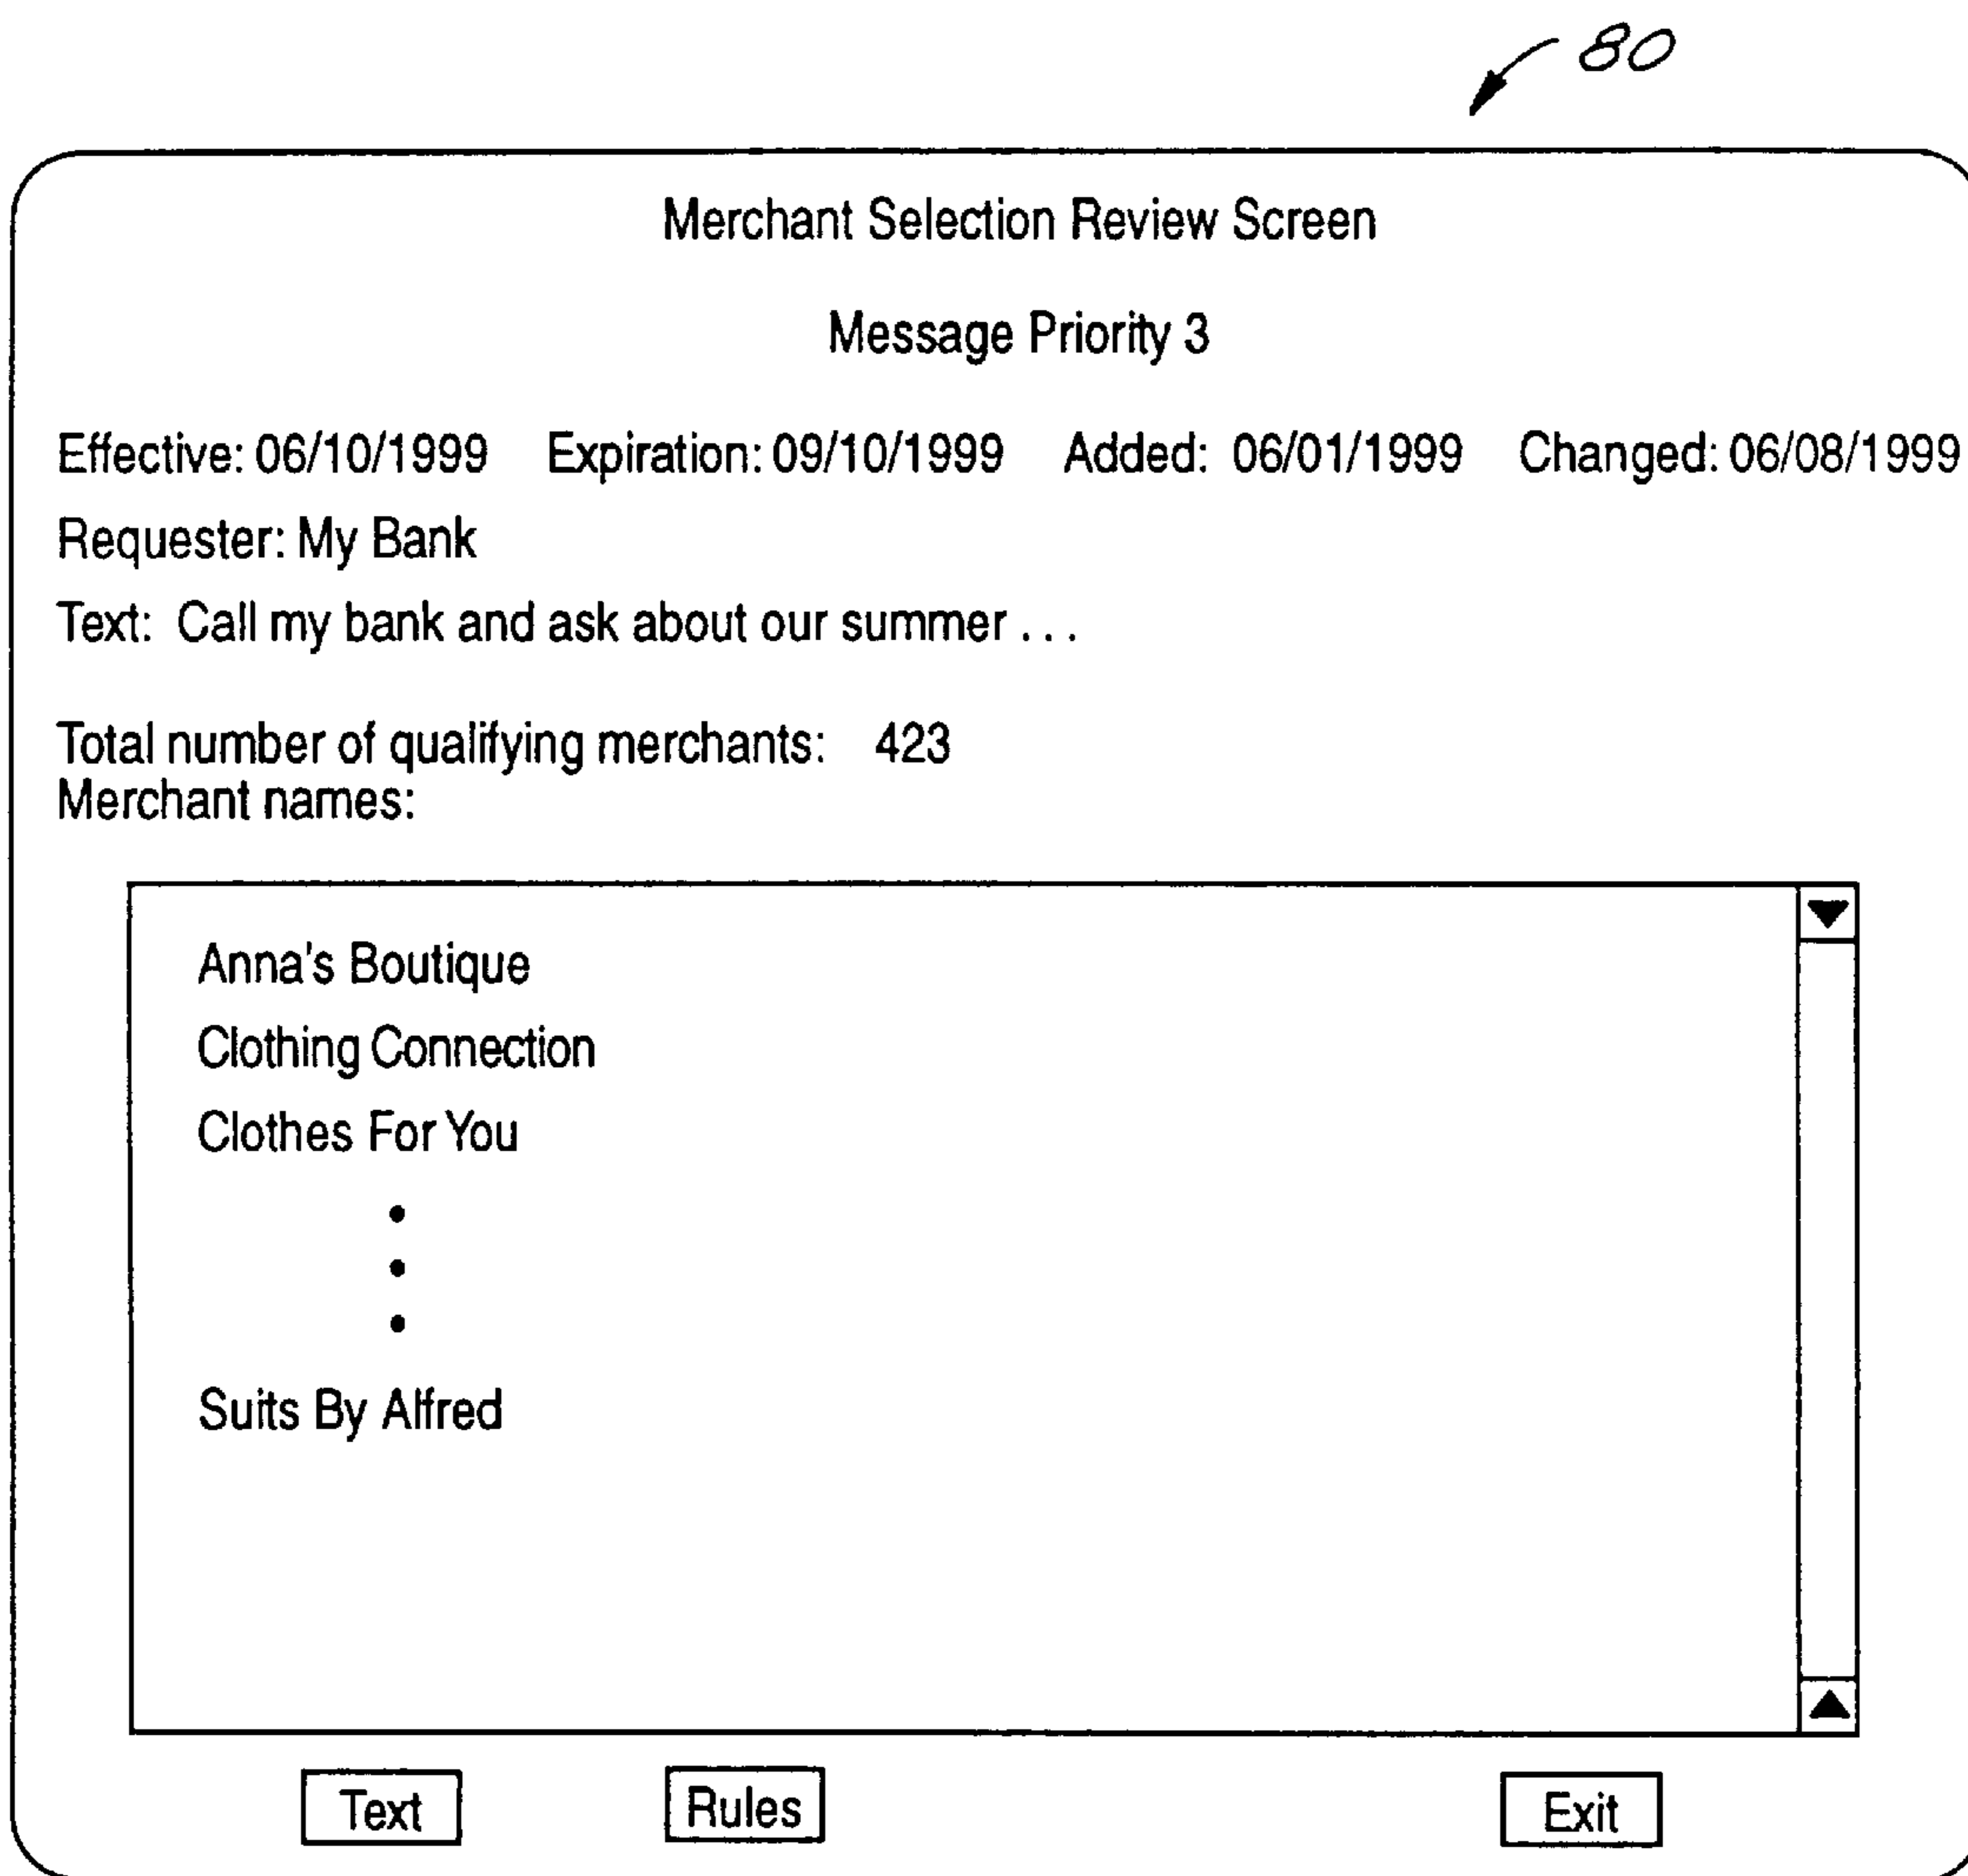 80
Merchant Selection Review Screen
Message Priority 3
Effective: 06/10/1999 Expiration: 09/10/1999 Added: 06/01/1999 Changed: 06/08/1999
Requester: My Bank
Text: Call my bank and ask about our summer . . .
Total number of qualifying merchants: 423
Merchant names:
Anna's Boutique
Clothing Connection
Clothes For You
Suits By Alfred
Text Rules Exit